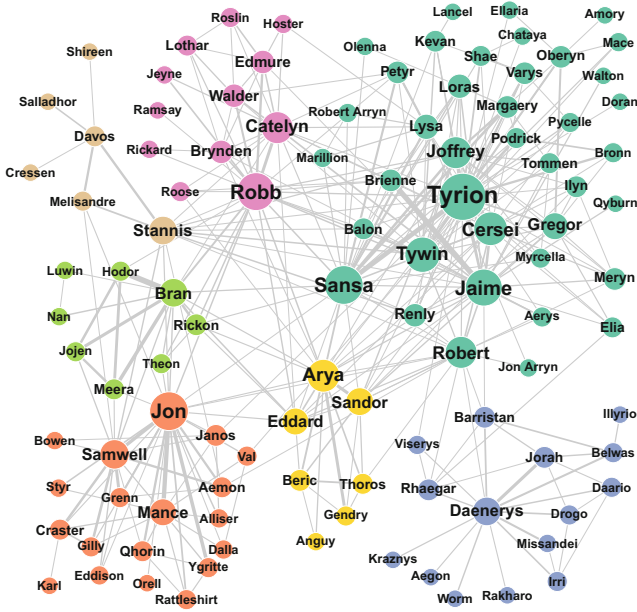 Lancel
Ellaria
Amory
Roslin
Hoster
Shireen
Lothar
Olenna
Kevan
Chataya
Oberyn
Mace
Shae
Edmure
Jeyne
Petyr
Varys
Walton
Loras
Walder
Salladhor
Ramsay
Robert Arryn
Margaery
Doran
Catelyn
Lysa
Pycelle
Davos
Podrick
Rickard
Brynden
Marillion
Joffrey
Tommen
Bronn
Cressen
Brienne
Roose
Robb
Tyrion
Ilyn
Qyburn
Melisandre
Stannis
Balon
Cersei
Gregor
Tywin
Myrcella
Luwin
Hodor
Bran
Sansa
Jaime
Meryn
Nan
Rickon
Renly
Aerys
Elia
Jojen
Theon
Robert
Jon Arryn
Meera
Arya
Sandor
Jon
Eddard
Barristan
Illyrio
Bowen
Janos
Viserys
Samwell
Val
Jorah
Belwas
Styr
Grenn
Aemon
Beric
Thoros
Rhaegar
Daario
Mance
Gendry
Daenerys
Drogo
Craster
Alliser
Anguy
Missandei
Gilly
Qhorin
Dalla
Kraznys
Eddison
Ygritte
Aegon
Irri
Karl
Orell
Rattleshirt
Worm
Rakharo